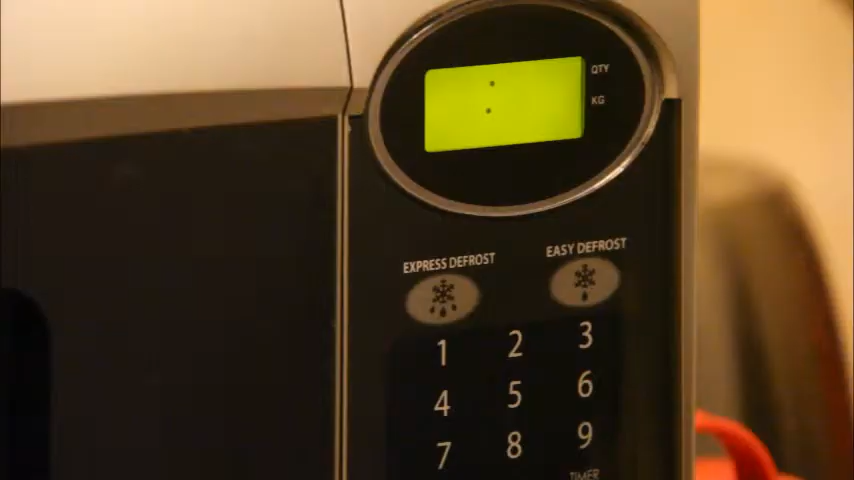 :
QTY
KG
EXPRESS DEFROST
EASY DEFROST
1 2 3
4 5 6
7 8 9
TIMER